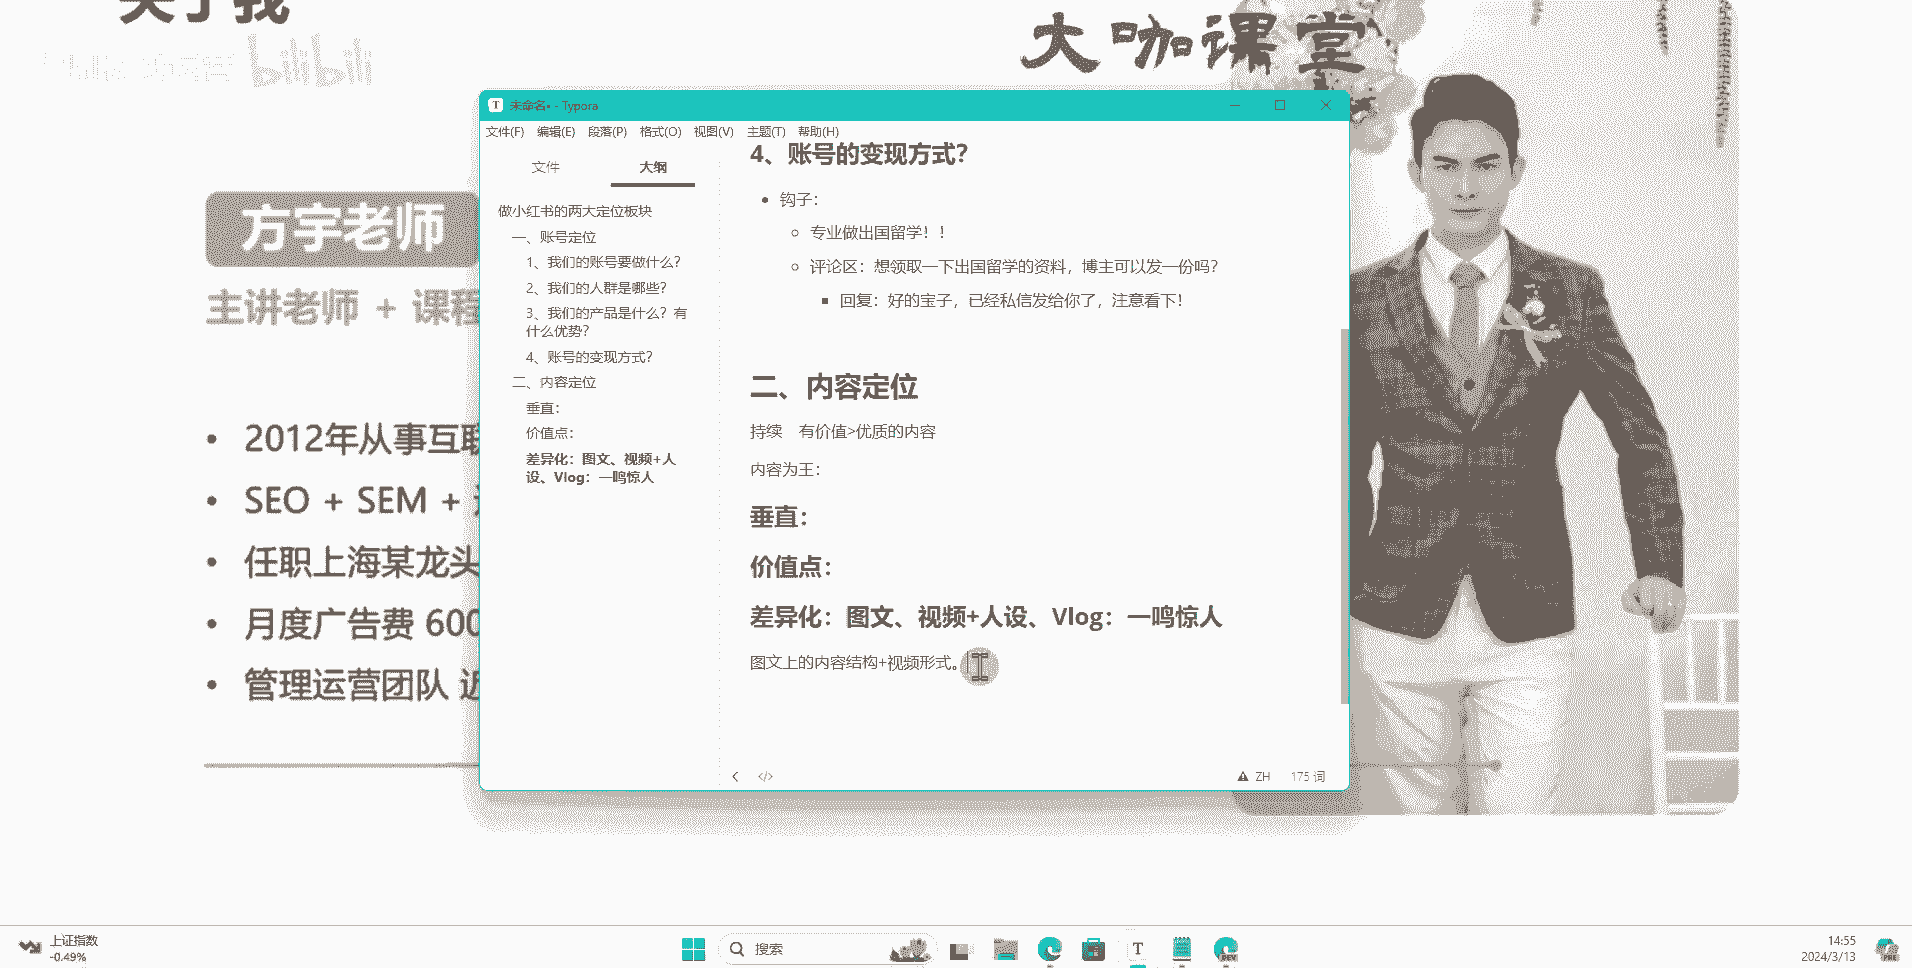 关于我
bilibili
大咖课堂
方宇老师
主讲老师 + 课程
2012年从事互联
SEO + SEM +
任职上海某龙头
月度广告费 600
管理运营团队 近
未命名• - Typora
文件(F) 编辑(E) 段落(P) 格式(O) 视图(V) 主题(T) 帮助(H)
文件 大纲
做小红书的两大定位板块
一、账号定位
1、我们的账号要做什么？
2、我们的人群是哪些？
3、我们的产品是什么？有
什么优势？
4、账号的变现方式？
二、内容定位
垂直：
价值点：
差异化：图文、视频+人
设、Vlog：一鸣惊人
4、账号的变现方式？
钩子：
专业做出国留学！！
评论区：想领取一下出国留学的资料，博主可以发一份吗？
回复：好的宝子，已经私信发给你了，注意看下！
二、内容定位
持续 有价值>优质的内容
内容为王：
垂直：
价值点：
差异化：图文、视频+人设、Vlog：一鸣惊人
图文上的内容结构+视频形式。
ZH 175 词
上证指数
-0.49%
搜索
T
DEV
14:55
2024/3/13
PRE